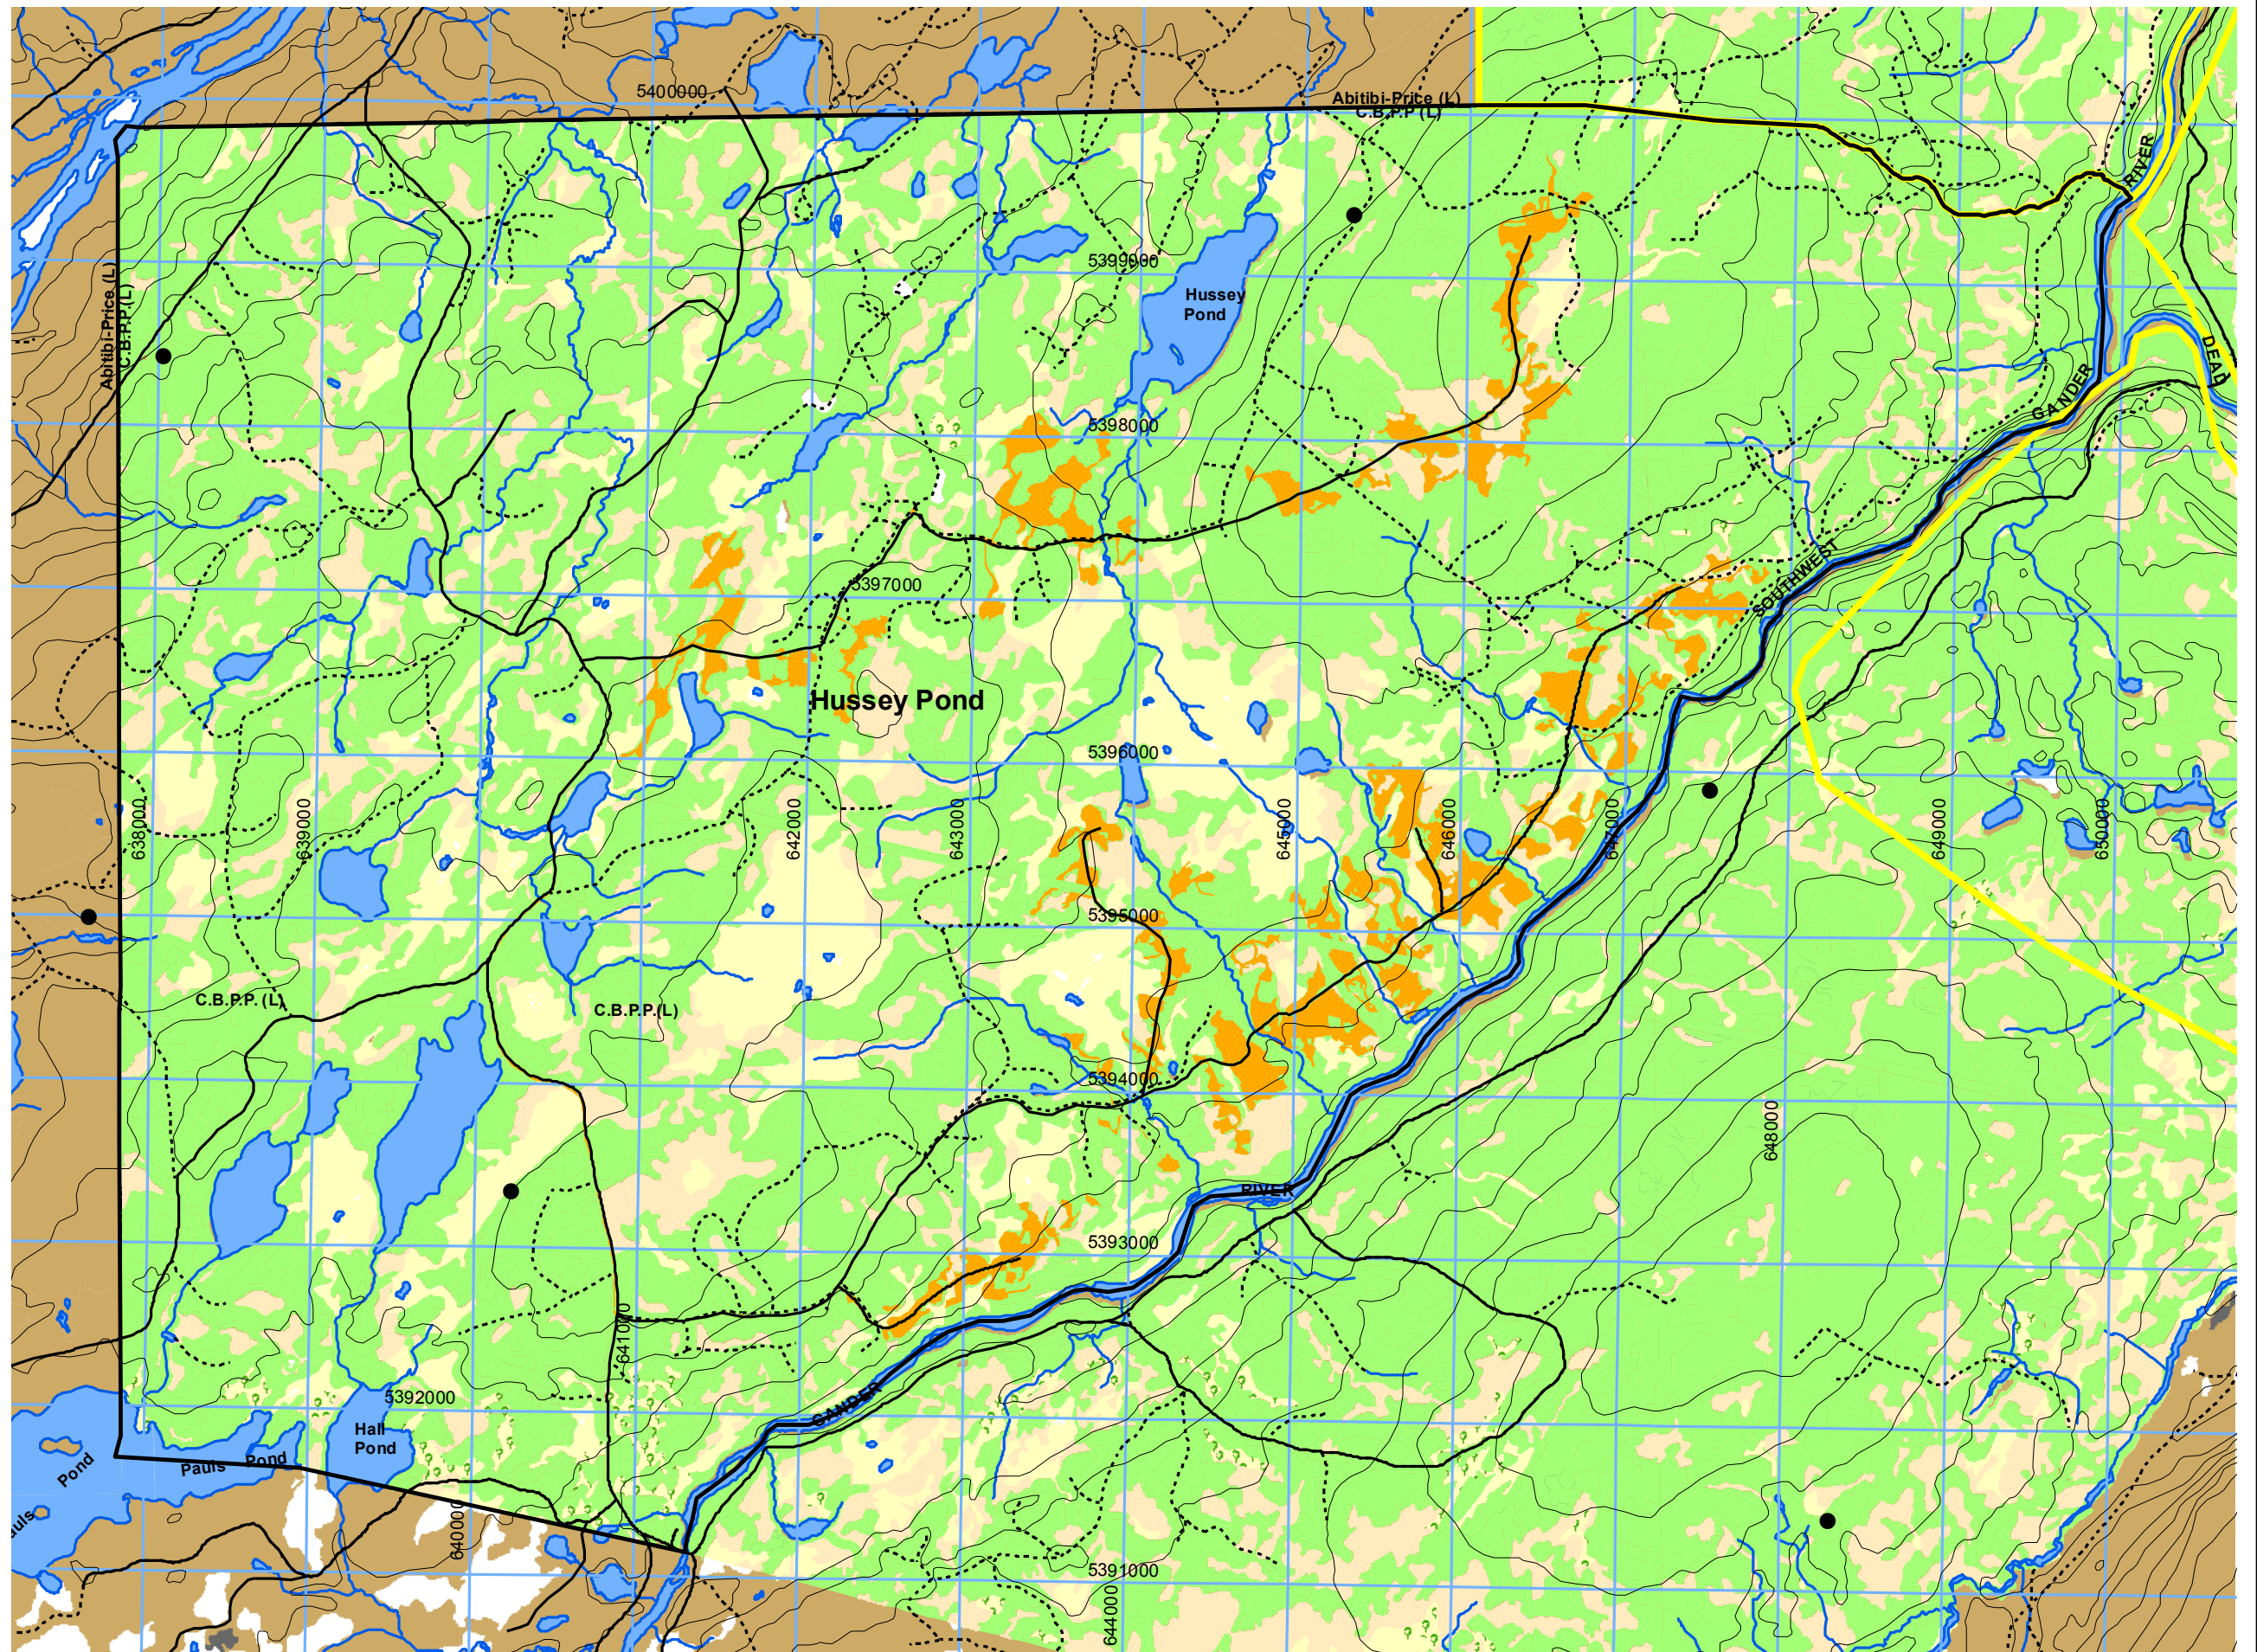 5400000
Abitibi-Price (L)
C.B.P.P (L)
RIVER
5399000
Abitibi-Price (L)
C.B.P.P.(L)
Hussey
Pond
DEAD
GANDER
5398000
SOUTHWEST
5397000
Hussey Pond
5396000
638000
639000
642000
643000
645000
646000
647000
649000
650000
5395000
C.B.P.P. (L)
C.B.P.P.(L)
5394000
648000
RIVER
5393000
641000
5392000
GANDER
Hall
Pond
Pauls Pond
Pond
auls
640000
5391000
644000